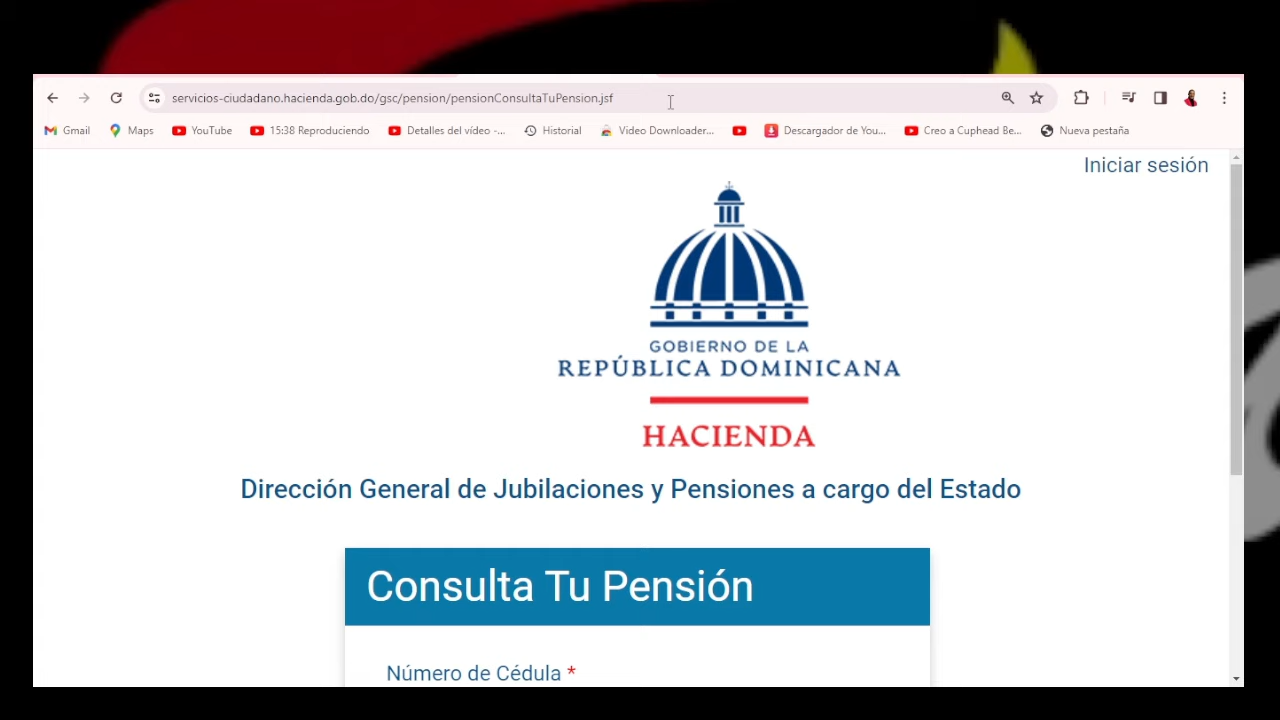 servicios-ciudadano.hacienda.gob.do/gsc/pension/pensionConsultaTuPension.jsf
Gmail Maps YouTube 15:38 Reproduciendo Detalles del vídeo -... Historial Video Downloader... Descargador de You... Creo a Cuphead Be... Nueva pestaña
Iniciar sesión
GOBIERNO DE LA
REPÚBLICA DOMINICANA
HACIENDA
Dirección General de Jubilaciones y Pensiones a cargo del Estado
Consulta Tu Pensión
Número de Cédula *